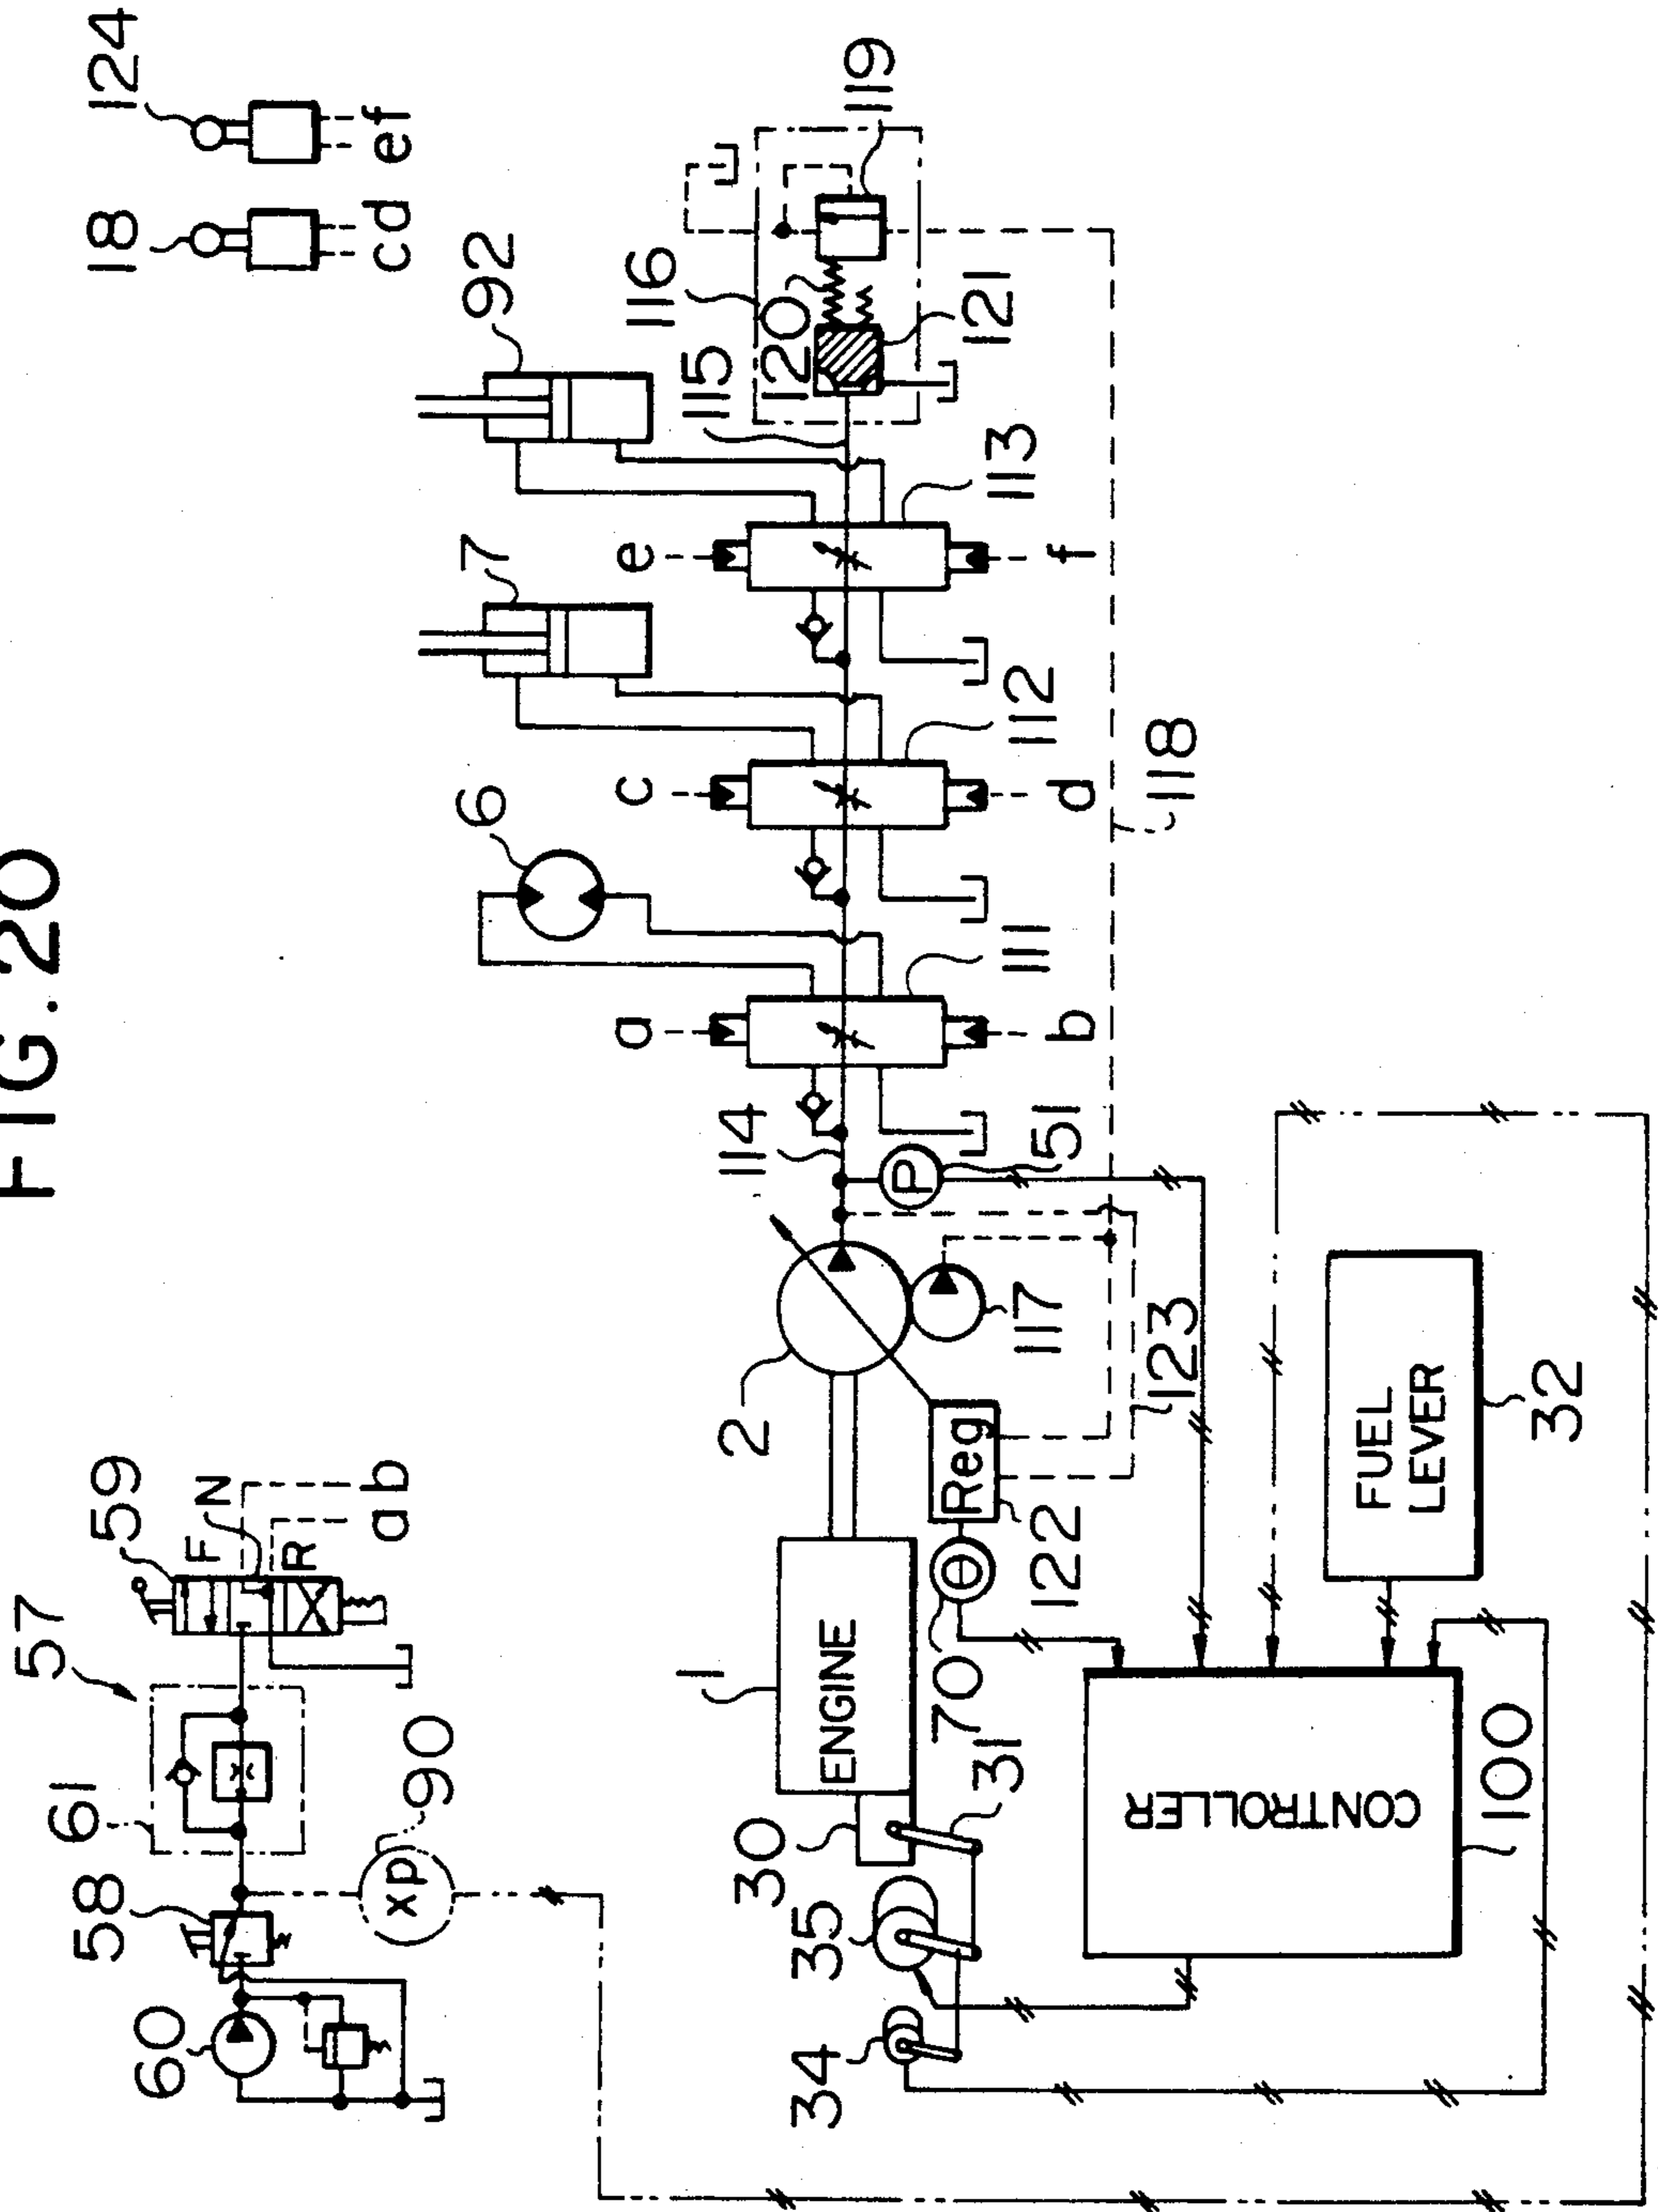 FIG. 20
124
18
ef
cd
119
92
116
120
121
115
113
7
e
f
112
c
d
118
6
111
a
b
114
P
51
117
2
123
Reg
122
59
F
N
R
a b
57
61
58
60
90
xp
1
ENGINE
θ
70
30
31
35
34
CONTROLLER
100
FUEL
LEVER
32